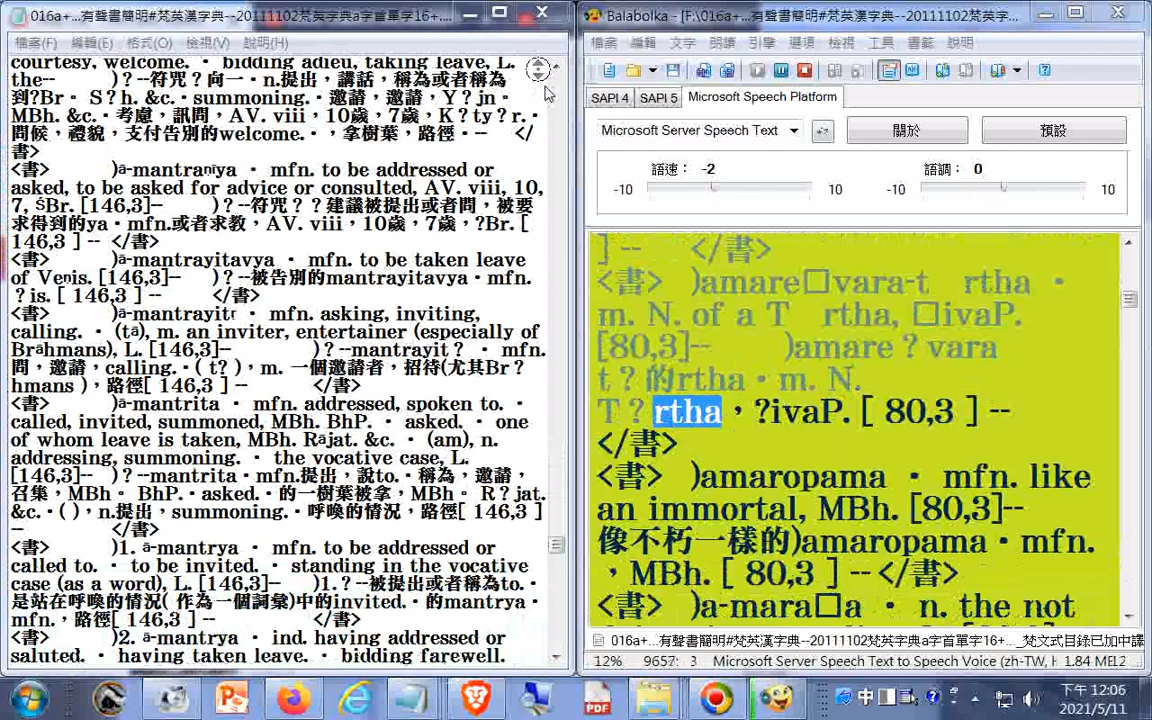 016a+...有聲書簡明#梵英漢字典--20111102梵英字典a字首單字16+...
檔案(F) 編輯(E) 格式(O) 檢視(V) 說明(H)
courtesy, welcome. ‧ bidding adieu, taking leave, L.
the-- )？--符咒？向一‧n.提出，講話，稱為或者稱為
到?Br。 S？h. &c.‧summoning.‧邀請，邀請，Y？jn。
MBh. &c.‧考慮，訊問，AV. viii，10歲，7歲，K？ty？r.‧
問候，禮貌，支付告別的welcome.‧，拿樹葉，路徑‧-- </
書>
<書> )ā-mantraṇīya ‧ mfn. to be addressed or
asked, to be asked for advice or consulted, AV. viii, 10,
7, ŚBr. [146,3]-- )？--符咒？？建議被提出或者問，被要
求得到的ya‧mfn.或者求教，AV. viii，10歲，7歲，?Br. [
146,3 ] -- </書>
<書> )ā-mantrayitavya ‧ mfn. to be taken leave
of Veṇis. [146,3]-- )？--被告別的mantrayitavya‧mfn.
？is. [ 146,3 ] -- </書>
<書> )ā-mantrayitr ‧ mfn. asking, inviting,
calling. ‧ (tā), m. an inviter, entertainer (especially of
Brāhmans), L. [146,3]-- )？--mantrayit？ ‧ mfn.
問，邀請，calling.‧( t?)，m. 一個邀請者，招待(尤其Br？
hmans )，路徑[ 146,3 ] -- </書>
<書> )ā-mantrita ‧ mfn. addressed, spoken to. ‧
called, invited, summoned, MBh. BhP. ‧ asked. ‧ one
of whom leave is taken, MBh. Rājat. &c. ‧ (am), n.
addressing, summoning. ‧ the vocative case, L.
[146,3]-- )？--mantrita‧mfn.提出，說to.‧稱為，邀請，
召集，MBh。 BhP.‧asked.‧的一樹葉被拿，MBh。R？jat.
&c.‧( )，n.提出，summoning.‧呼喚的情況，路徑[ 146,3 ]
-- </書>
<書> )1. ā-mantrya ‧ mfn. to be addressed or
called to. ‧ to be invited. ‧ standing in the vocative
case (as a word), L. [146,3]-- )1.？--被提出或者稱為to.‧
是站在呼喚的情況( 作為一個詞彙)中的invited.‧的mantrya‧
mfn.，路徑[ 146,3 ] -- </書>
<書> )2. ā-mantrya ‧ ind. having addressed or
saluted. ‧ having taken leave. ‧ bidding farewell.
Balabolka - [F:\016a+...有聲書簡明#梵英漢字典--20111102梵英字...
檔案 編輯 文字 朗讀 引擎 選項 檢視 工具 書籤 說明
SAPI 4 SAPI 5 Microsoft Speech Platform
Microsoft Server Speech Text 關於 預設
語速： -2 語調： 0
-10 10 -10 10
] -- </書>
<書> )amare□vara-t rtha ‧
m. N. of a T rtha, □ivaP.
[80,3]-- )amare？vara
t？的rtha‧m. N.
T？rtha，?ivaP. [ 80,3 ] --
</書>
<書> )amaropama ‧ mfn. like
an immortal, MBh. [80,3]--
像不朽一樣的)amaropama‧mfn.
，MBh. [ 80,3 ] -- </書>
<書> )a-mara□a ‧ n. the not
016a+...有聲書簡明#梵英漢字典--20111102梵英字典a字首單字16+..._梵文式目錄已加中譯
12% 9657: 3 Microsoft Server Speech Text to Speech Voice (zh-TW, H 1.84 ME12
中
下午 12:06
2021/5/11